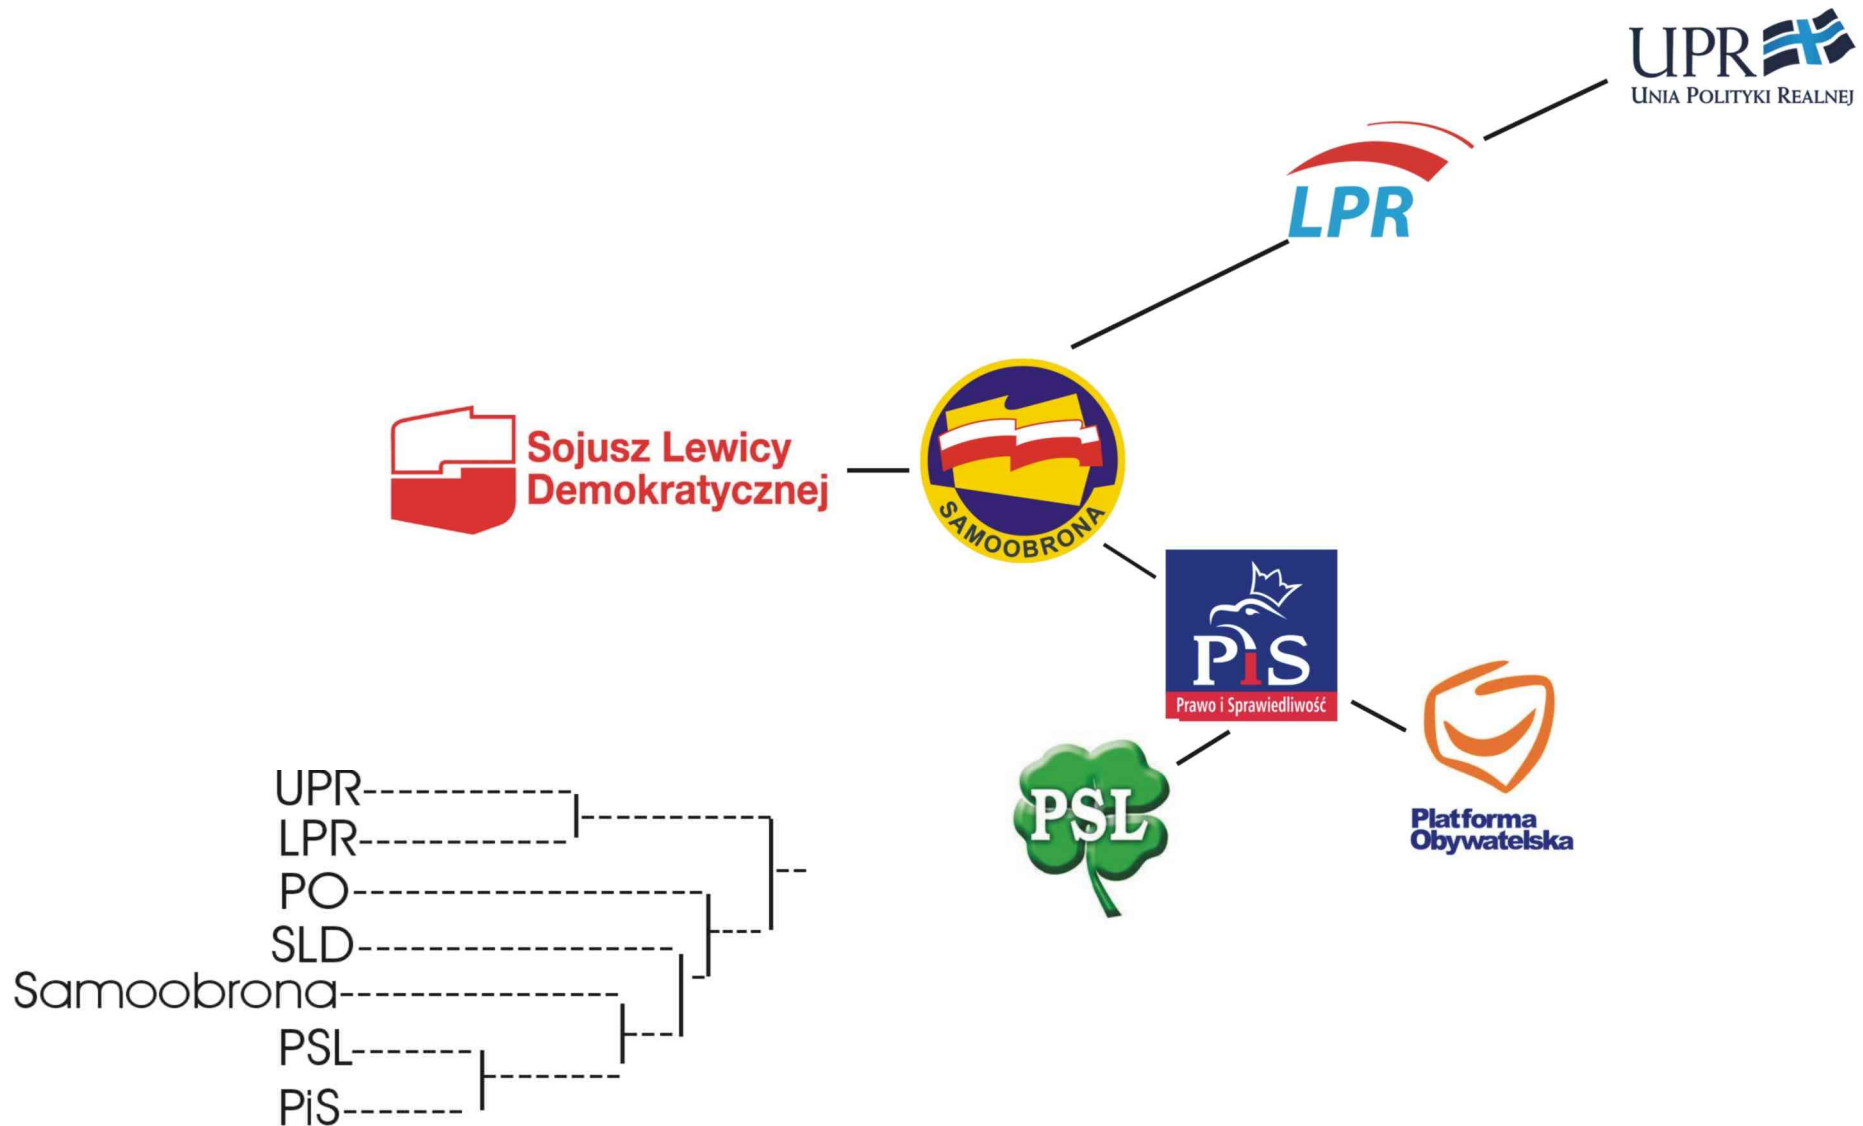 UPR
UNIA POLITYKI REALNEJ
LPR
Sojusz Lewicy
Demokratycznej
SAMOOBRONA
PiS
Prawo i Sprawiedliwość
PSL
Platforma
Obywatelska
UPR
LPR
PO
SLD
Samoobrona
PSL
PiS